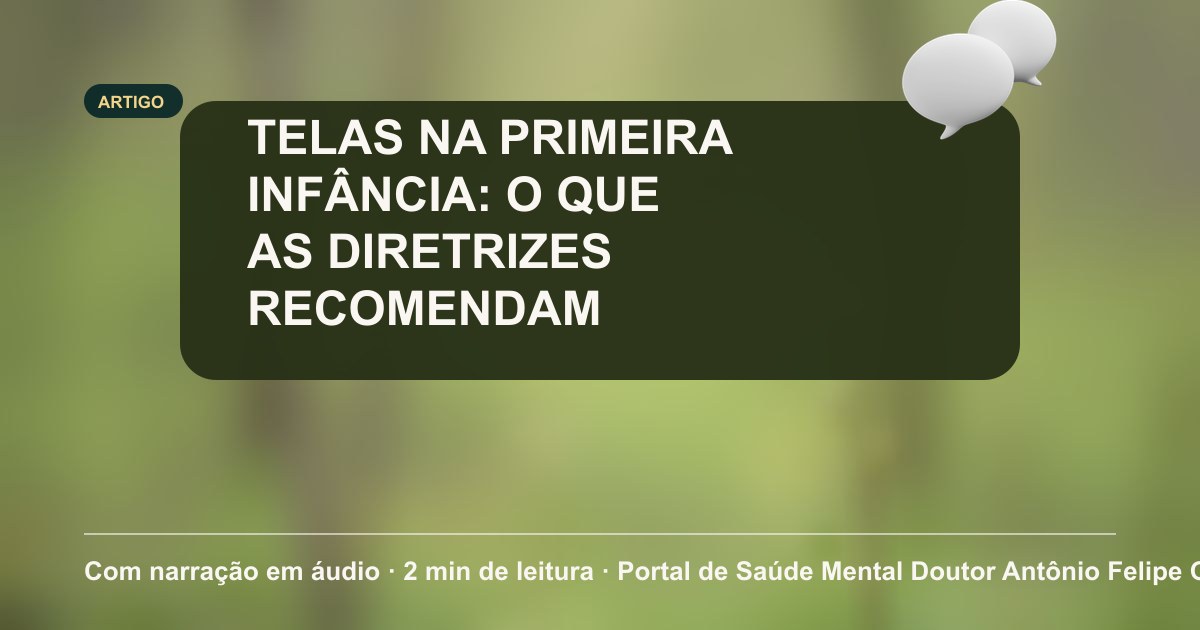 ARTIGO
TELAS NA PRIMEIRA
INFÂNCIA: O QUE
AS DIRETRIZES
RECOMENDAM
Com narração em áudio · 2 min de leitura · Portal de Saúde Mental Doutor Antônio Felipe